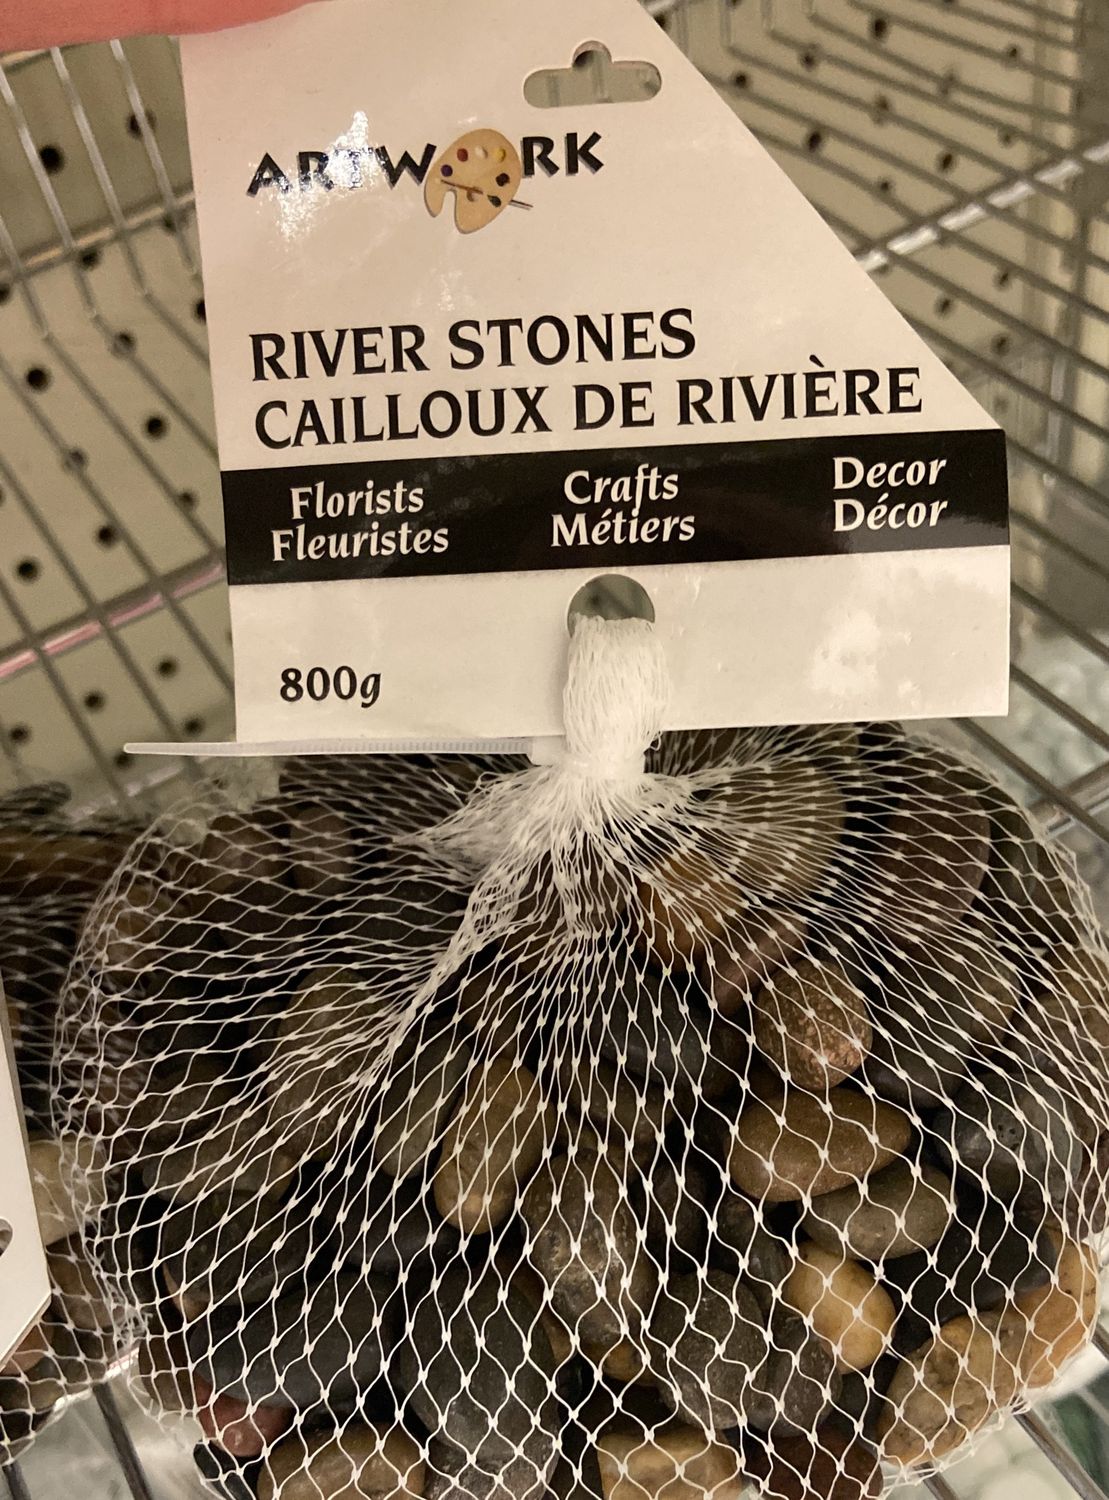 ARTWORK
RIVER STONES
CAILLOUX DE RIVIÈRE
Florists
Fleuristes
Crafts
Métiers
Decor
Décor
800g